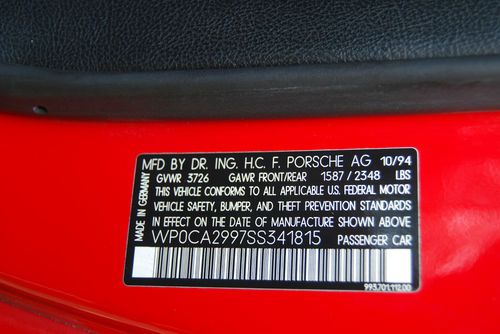 MFD BY DR. ING. H.C. F. PORSCHE AG 10/94
GVWR 3726 GAWR FRONT/REAR 1587 / 2348 LBS
THIS VEHICLE CONFORMS TO ALL APPLICABLE U.S. FEDERAL MOTOR
VEHICLE SAFETY, BUMPER, AND THEFT PREVENTION STANDARDS
IN EFFECT ON THE DATE OF MANUFACTURE SHOWN ABOVE
WP0CA2997SS341815 PASSENGER CAR
993.701.112.00
MADE IN GERMANY